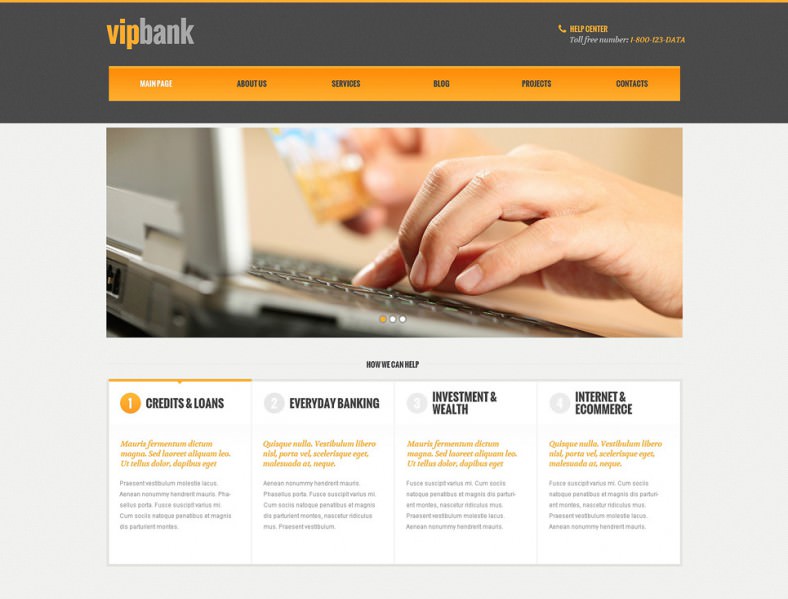 vipbank
HELP CENTER
Toll free number: 1-800-123-DATA
MAIN PAGE
ABOUT US
SERVICES
BLOG
PROJECTS
CONTACTS
HOW WE CAN HELP
1 CREDITS & LOANS
Mauris fermentum dictum
magna. Sed laoreet aliquam leo.
Ut tellus dolor, dapibus eget
Praesent vestibulum molestie lacus.
Aenean nonummy hendrerit mauris. Pha-
sellus porta. Fusce suscipit varius mi.
Cum sociis natoque penatibus et magnis
dis parturient montes.
2 EVERYDAY BANKING
Quisque nulla. Vestibulum libero
nisl, porta vel, scelerisque eget,
malesuada at, neque.
Aenean nonummy hendrerit mauris.
Phasellus porta. Fusce suscipit varius mi.
Cum sociis natoque penatibus et magnis
dis parturient montes, nascetur ridiculus
mus. Praesent vestibulum.
3 INVESTMENT &
WEALTH
Mauris fermentum dictum
magna. Sed laoreet aliquam leo.
Ut tellus dolor, dapibus eget
Fusce suscipit varius mi. Cum sociis
natoque penatibus et magnis dis parturi-
ent montes, nascetur ridiculus mus.
Praesent vestibulum molestie lacus.
Aenean nonummy hendrerit mauris.
4 INTERNET &
ECOMMERCE
Quisque nulla. Vestibulum libero
nisl, porta vel, scelerisque eget,
malesuada at, neque.
Fusce suscipit varius mi. Cum sociis
natoque penatibus et magnis dis parturi-
ent montes, nascetur ridiculus mus.
Praesent vestibulum molestie lacus.
Aenean nonummy hendrerit mauris.